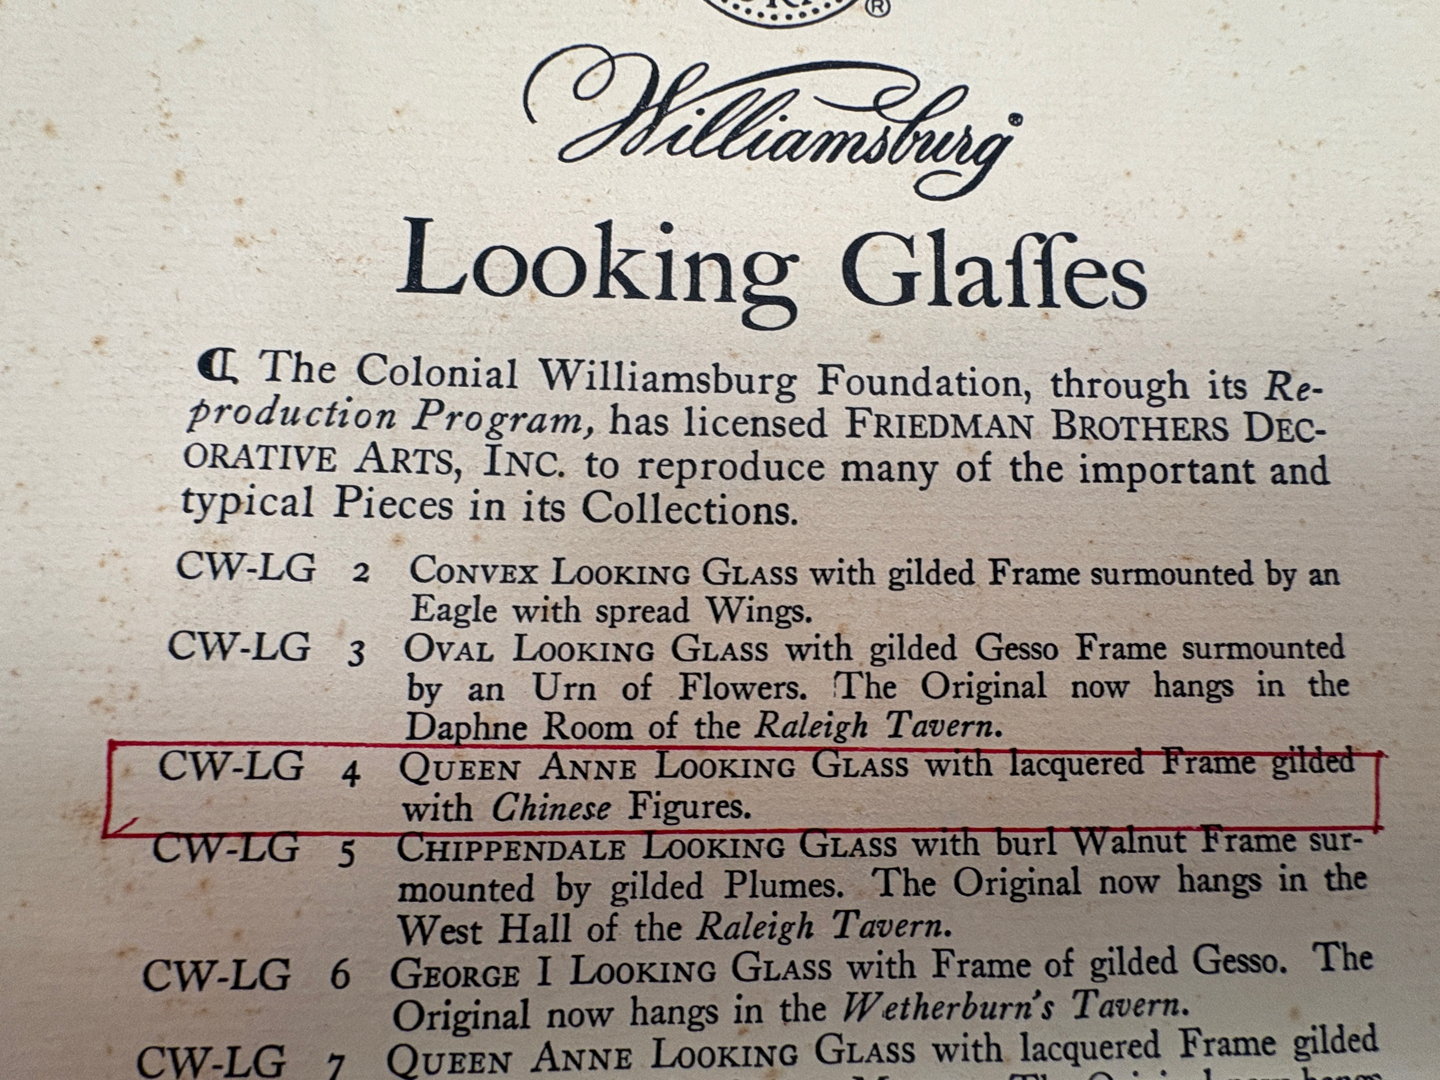 ®
Williamsburg®
Looking Glaſſes
The Colonial Williamsburg Foundation, through its Re-
production Program, has licensed FRIEDMAN BROTHERS DEC-
ORATIVE ARTS, INC. to reproduce many of the important and
typical Pieces in its Collections.
CW-LG 2 CONVEX LOOKING GLASS with gilded Frame surmounted by an
Eagle with spread Wings.
CW-LG 3 OVAL LOOKING GLASS with gilded Gesso Frame surmounted
by an Urn of Flowers. The Original now hangs in the
Daphne Room of the Raleigh Tavern.
CW-LG 4 QUEEN ANNE LOOKING GLASS with lacquered Frame gilded
with Chinese Figures.
CW-LG 5 CHIPPENDALE LOOKING GLASS with burl Walnut Frame sur-
mounted by gilded Plumes. The Original now hangs in the
West Hall of the Raleigh Tavern.
CW-LG 6 GEORGE I LOOKING GLASS with Frame of gilded Gesso. The
Original now hangs in the Wetherburn's Tavern.
CW-LG 7 QUEEN ANNE LOOKING GLASS with lacquered Frame gilded
The Original now hangs